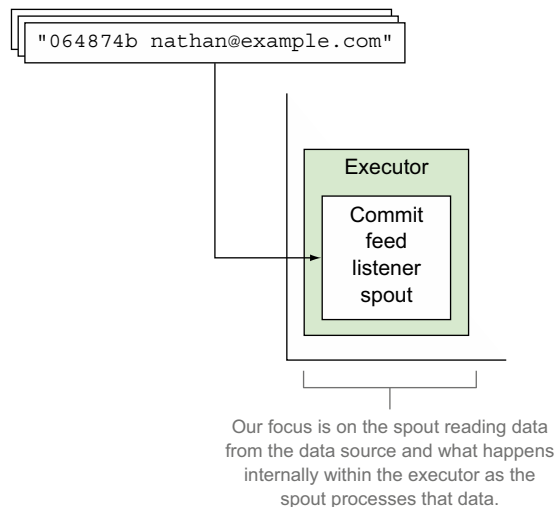 "064874b nathan@example.com"
Executor
Commit
feed
listener
spout
Our focus is on the spout reading data
from the data source and what happens
internally within the executor as the
spout processes that data.